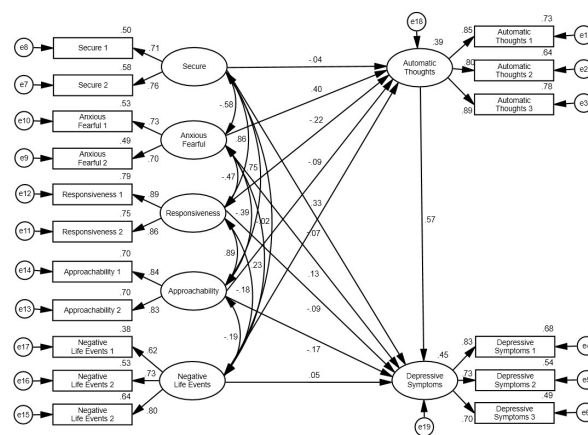 e18
.39
.50
e8
Secure 1
.71
.58
e7
Secure 2
.76
Secure
-.04
Automatic
Thoughts
.73
.85
Automatic
Thoughts 1
e1
.64
.80
Automatic
Thoughts 2
e2
.78
.89
Automatic
Thoughts 3
e3
.53
e10
Anxious
Fearful 1
.73
.49
e9
Anxious
Fearful 2
.70
Anxious
Fearful
-.58
.40
-.22
.86
.75
-.09
-.47
.79
e12
Responsiveness 1
.89
.75
e11
Responsiveness 2
.86
Responsiveness
-.39
-.02
.33
-.07
.57
.89
.23
.13
.70
e14
Approachability 1
.84
.70
e13
Approachability 2
.83
Approachability
-.18
-.09
-.19
-.17
.38
e17
Negative
Life Events 1
.62
.53
e16
Negative
Life Events 2
.73
.64
e15
Negative
Life Events 2
.80
Negative
Life Events
.05
.45
Depressive
Symptoms
e19
.68
.83
Depressive
Symptoms 1
.54
.73
Depressive
Symptoms 2
.49
.70
Depressive
Symptoms 3